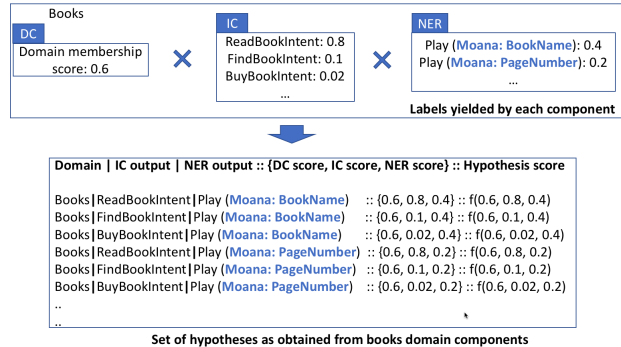 Books
DC
Domain membership
score: 0.6
IC
ReadBookIntent: 0.8
FindBookIntent: 0.1
BuyBookIntent: 0.02
...
NER
Play (Moana: BookName): 0.4
Play (Moana: PageNumber): 0.2
...
Labels yielded by each component
Domain | IC output | NER output :: {DC score, IC score, NER score} :: Hypothesis score
Books|ReadBookIntent|Play (Moana: BookName) :: {0.6, 0.8, 0.4} :: f(0.6, 0.8, 0.4)
Books|FindBookIntent|Play (Moana: BookName) :: {0.6, 0.1, 0.4} :: f(0.6, 0.1, 0.4)
Books|BuyBookIntent|Play (Moana: BookName) :: {0.6, 0.02, 0.4} :: f(0.6, 0.02, 0.4)
Books|ReadBookIntent|Play (Moana: PageNumber) :: {0.6, 0.8, 0.2} :: f(0.6, 0.8, 0.2)
Books|FindBookIntent|Play (Moana: PageNumber) :: {0.6, 0.1, 0.2} :: f(0.6, 0.1, 0.2)
Books|BuyBookIntent|Play (Moana: PageNumber) :: {0.6, 0.02, 0.2} :: f(0.6, 0.02, 0.2)
..
..
Set of hypotheses as obtained from books domain components